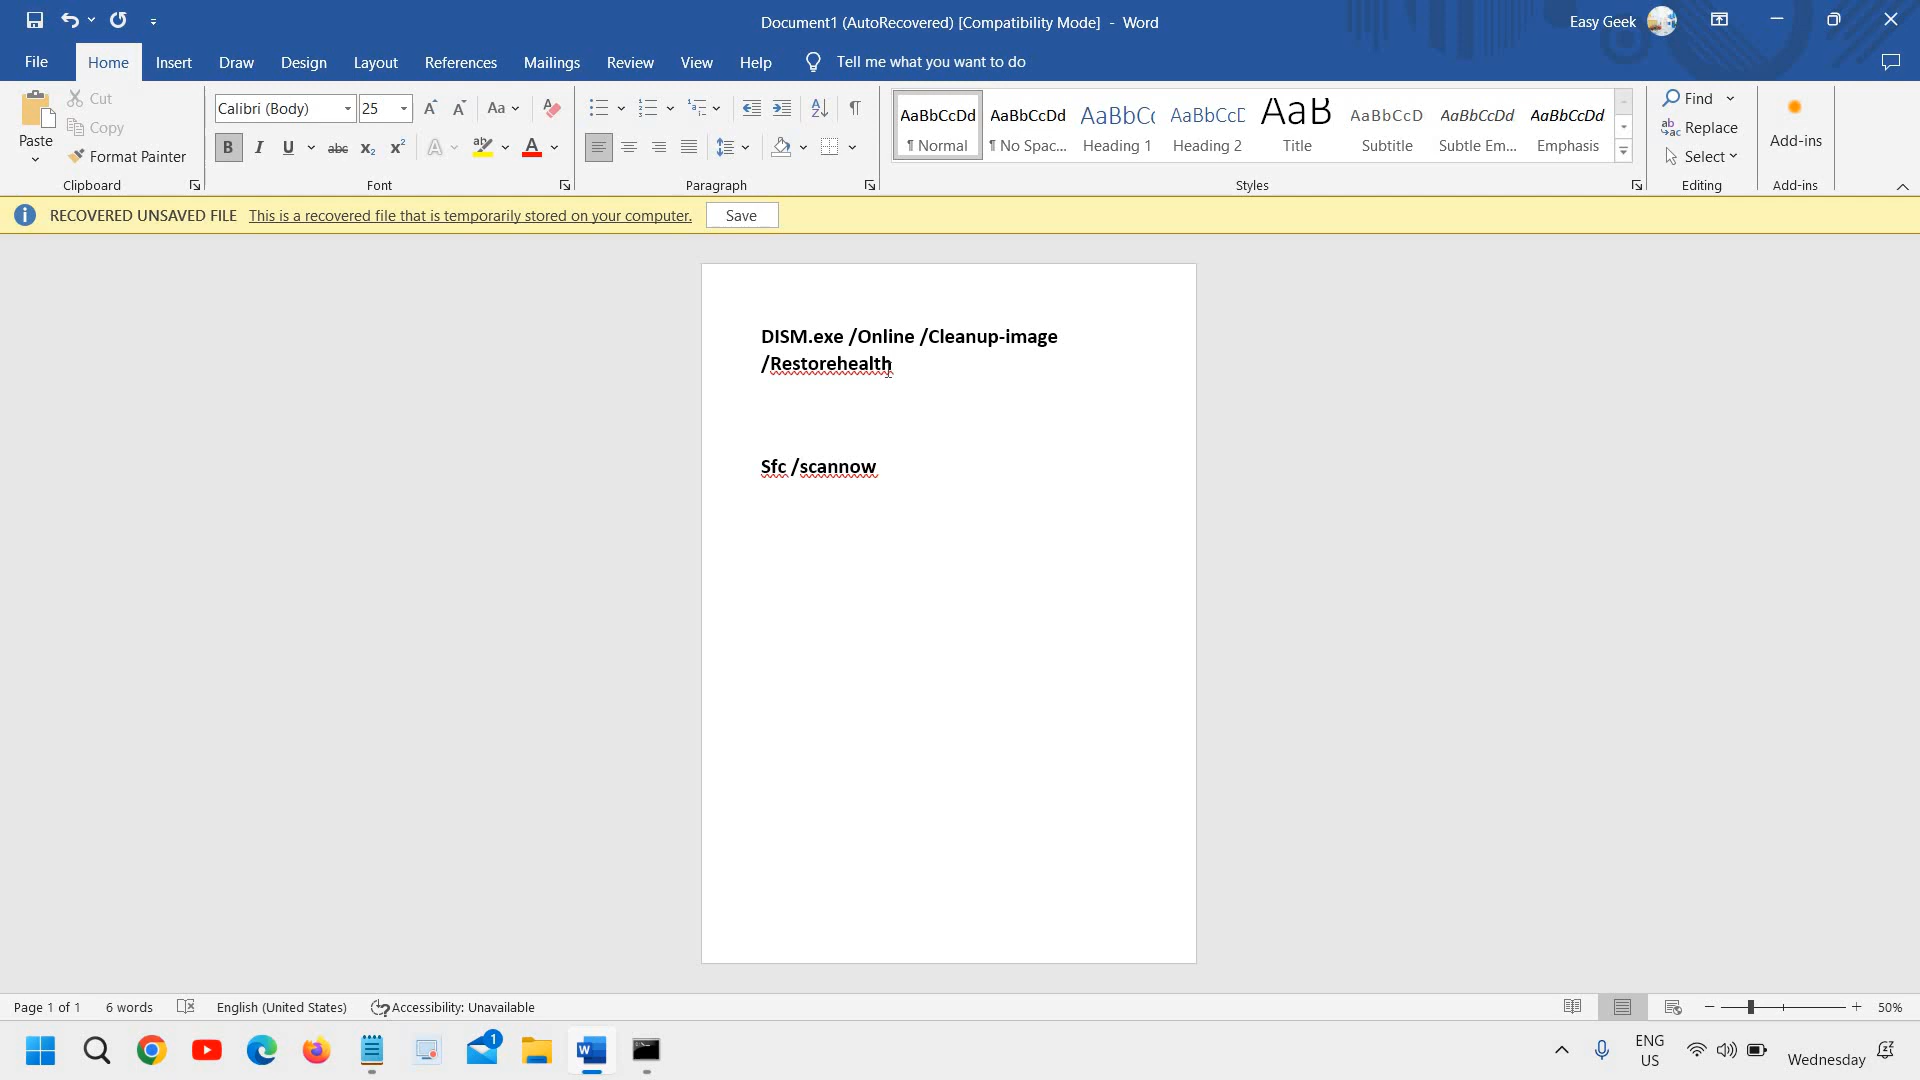 Document1 (AutoRecovered) [Compatibility Mode] - Word
Easy Geek
File Home Insert Draw Design Layout References Mailings Review View Help Tell me what you want to do
Paste
Cut
Copy
Format Painter
Clipboard
Calibri (Body) 25
Font
Paragraph
AaBbCcDd AaBbCcDd AaBbC AaBbCc AaB AaBbCcD AaBbCcDd AaBbCcDd
¶ Normal ¶ No Spac... Heading 1 Heading 2 Title Subtitle Subtle Em... Emphasis
Styles
Find
Replace
Select
Editing
Add-ins
Add-ins
RECOVERED UNSAVED FILE This is a recovered file that is temporarily stored on your computer. Save
DISM.exe /Online /Cleanup-image
/Restorehealth
Sfc /scannow
Page 1 of 1 6 words English (United States) Accessibility: Unavailable 50%
1
ENG
US
Wednesday